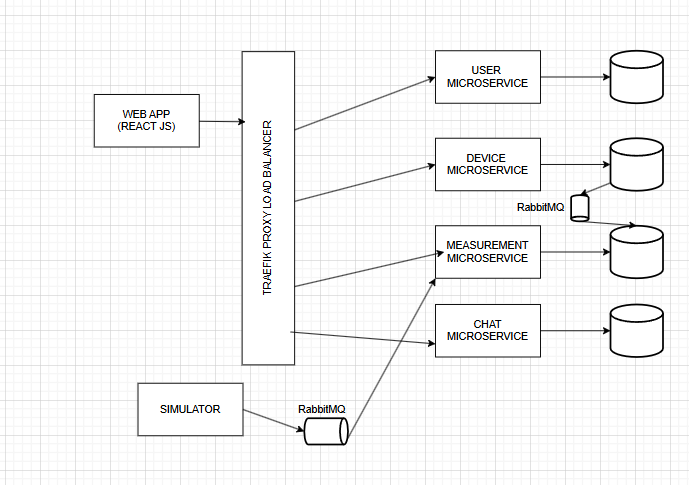 USER
MICROSERVICE
WEB APP
(REACT JS)
TRAEFIK PROXY LOAD BALANCER
DEVICE
MICROSERVICE
RabbitMQ
MEASUREMENT
MICROSERVICE
CHAT
MICROSERVICE
SIMULATOR
RabbitMQ